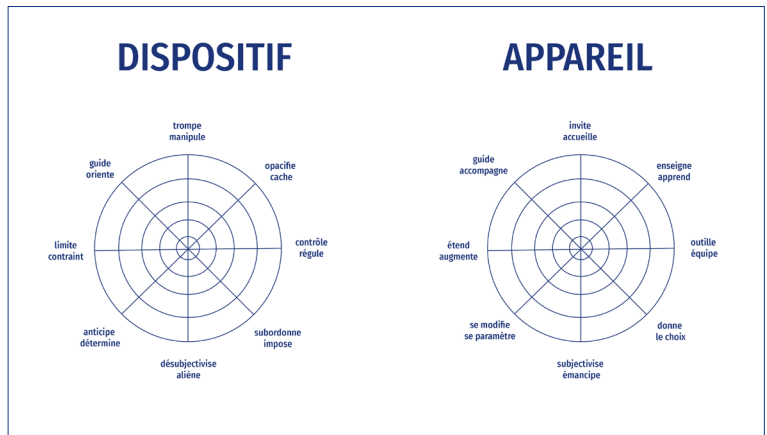 DISPOSITIF
APPAREIL
trompe
manipule
opacifie
cache
contrôle
régule
subordonne
impose
désubjectivise
aliène
anticipe
détermine
limite
contraint
guide
oriente
invite
accueille
enseigne
apprend
outille
équipe
donne
le choix
subjectivise
émancipe
se modifie
se paramètre
étend
augmente
guide
accompagne